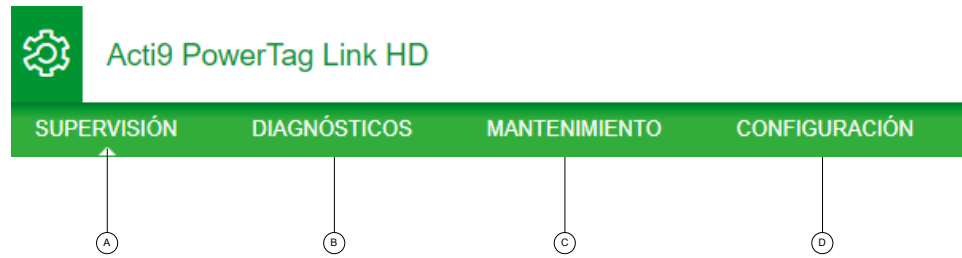 Acti9 PowerTag Link HD
SUPERVISIÓN DIAGNÓSTICOS MANTENIMIENTO CONFIGURACIÓN
A B C D